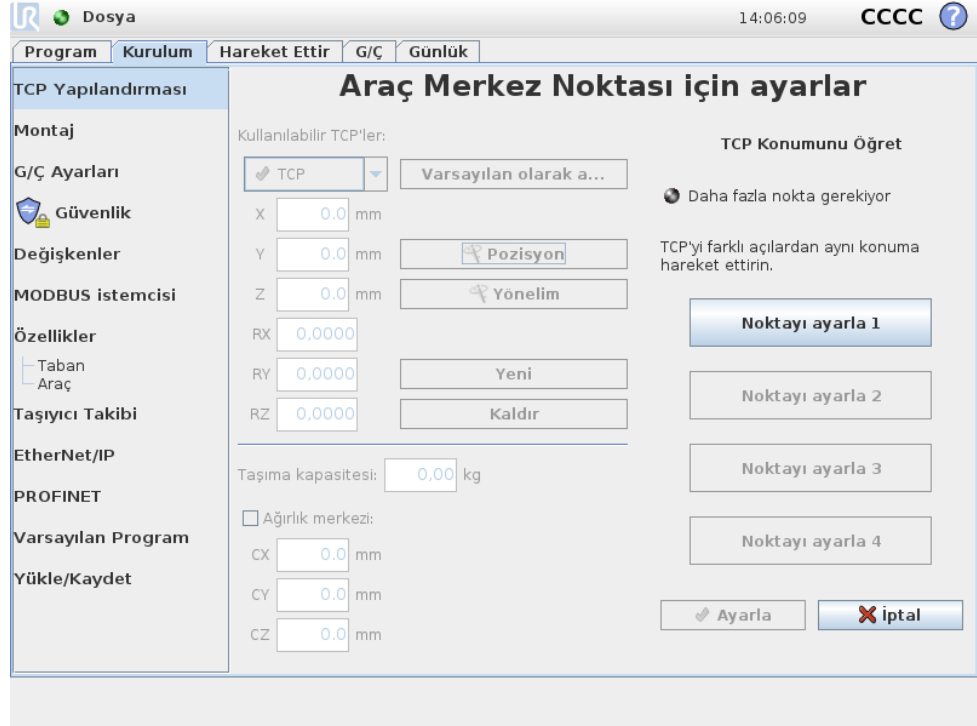 UR Dosya 14:06:09 CCCC ?
Program Kurulum Hareket Ettir G/Ç Günlük
TCP Yapılandırması
Montaj
G/Ç Ayarları
Güvenlik
Değişkenler
MODBUS istemcisi
Özellikler
Taban
Araç
Taşıyıcı Takibi
EtherNet/IP
PROFINET
Varsayılan Program
Yükle/Kaydet
Araç Merkez Noktası için ayarlar
Kullanılabilir TCP'ler:
TCP Varsayılan olarak a...
X 0.0 mm
Y 0.0 mm Pozisyon
Z 0.0 mm Yönelim
RX 0,0000
RY 0,0000 Yeni
RZ 0,0000 Kaldır
Taşıma kapasitesi: 0,00 kg
Ağırlık merkezi:
CX 0.0 mm
CY 0.0 mm
CZ 0.0 mm
TCP Konumunu Öğret
Daha fazla nokta gerekiyor
TCP'yi farklı açılardan aynı konuma
hareket ettirin.
Noktayı ayarla 1
Noktayı ayarla 2
Noktayı ayarla 3
Noktayı ayarla 4
Ayarla İptal